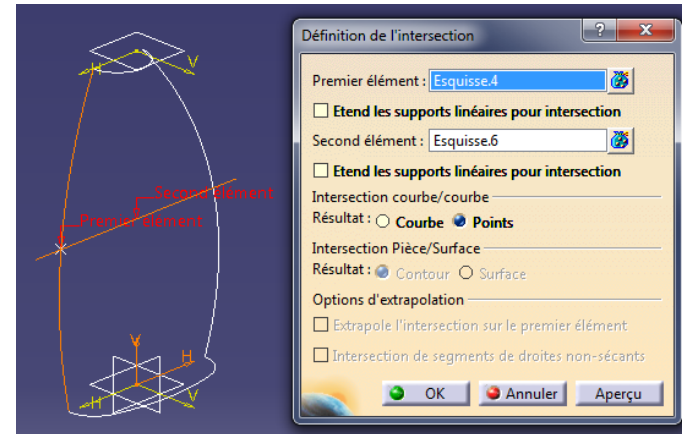 Définition de l'intersection
?
X
Premier élément : Esquisse.4
Etend les supports linéaires pour intersection
Second élément : Esquisse.6
Etend les supports linéaires pour intersection
Intersection courbe/courbe
Résultat : Courbe Points
Intersection Pièce/Surface
Résultat : Contour Surface
Options d'extrapolation
Extrapole l'intersection sur le premier élément
Intersection de segments de droites non-sécants
OK Annuler Aperçu
H
V
Second élément
Premier élément
V
H
H
V